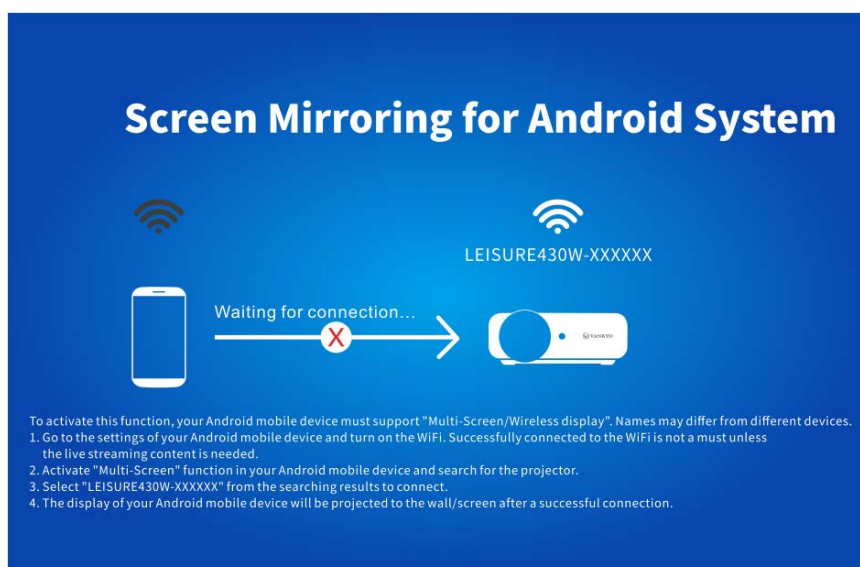 Screen Mirroring for Android System
LEISURE430W-XXXXXX
Waiting for connection...
X
VANKYO
To activate this function, your Android mobile device must support "Multi-Screen/Wireless display". Names may differ from different devices.
1. Go to the settings of your Android mobile device and turn on the WiFi. Successfully connected to the WiFi is not a must unless
the live streaming content is needed.
2. Activate "Multi-Screen" function in your Android mobile device and search for the projector.
3. Select "LEISURE430W-XXXXXX" from the searching results to connect.
4. The display of your Android mobile device will be projected to the wall/screen after a successful connection.